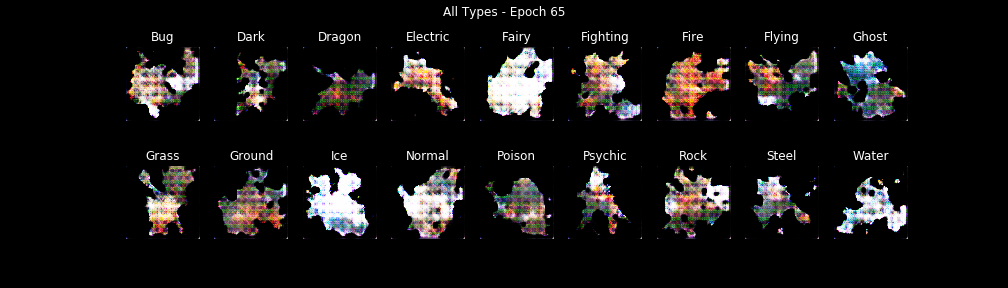 All Types - Epoch 65
Bug Dark Dragon Electric Fairy Fighting Fire Flying Ghost
Grass Ground Ice Normal Poison Psychic Rock Steel Water